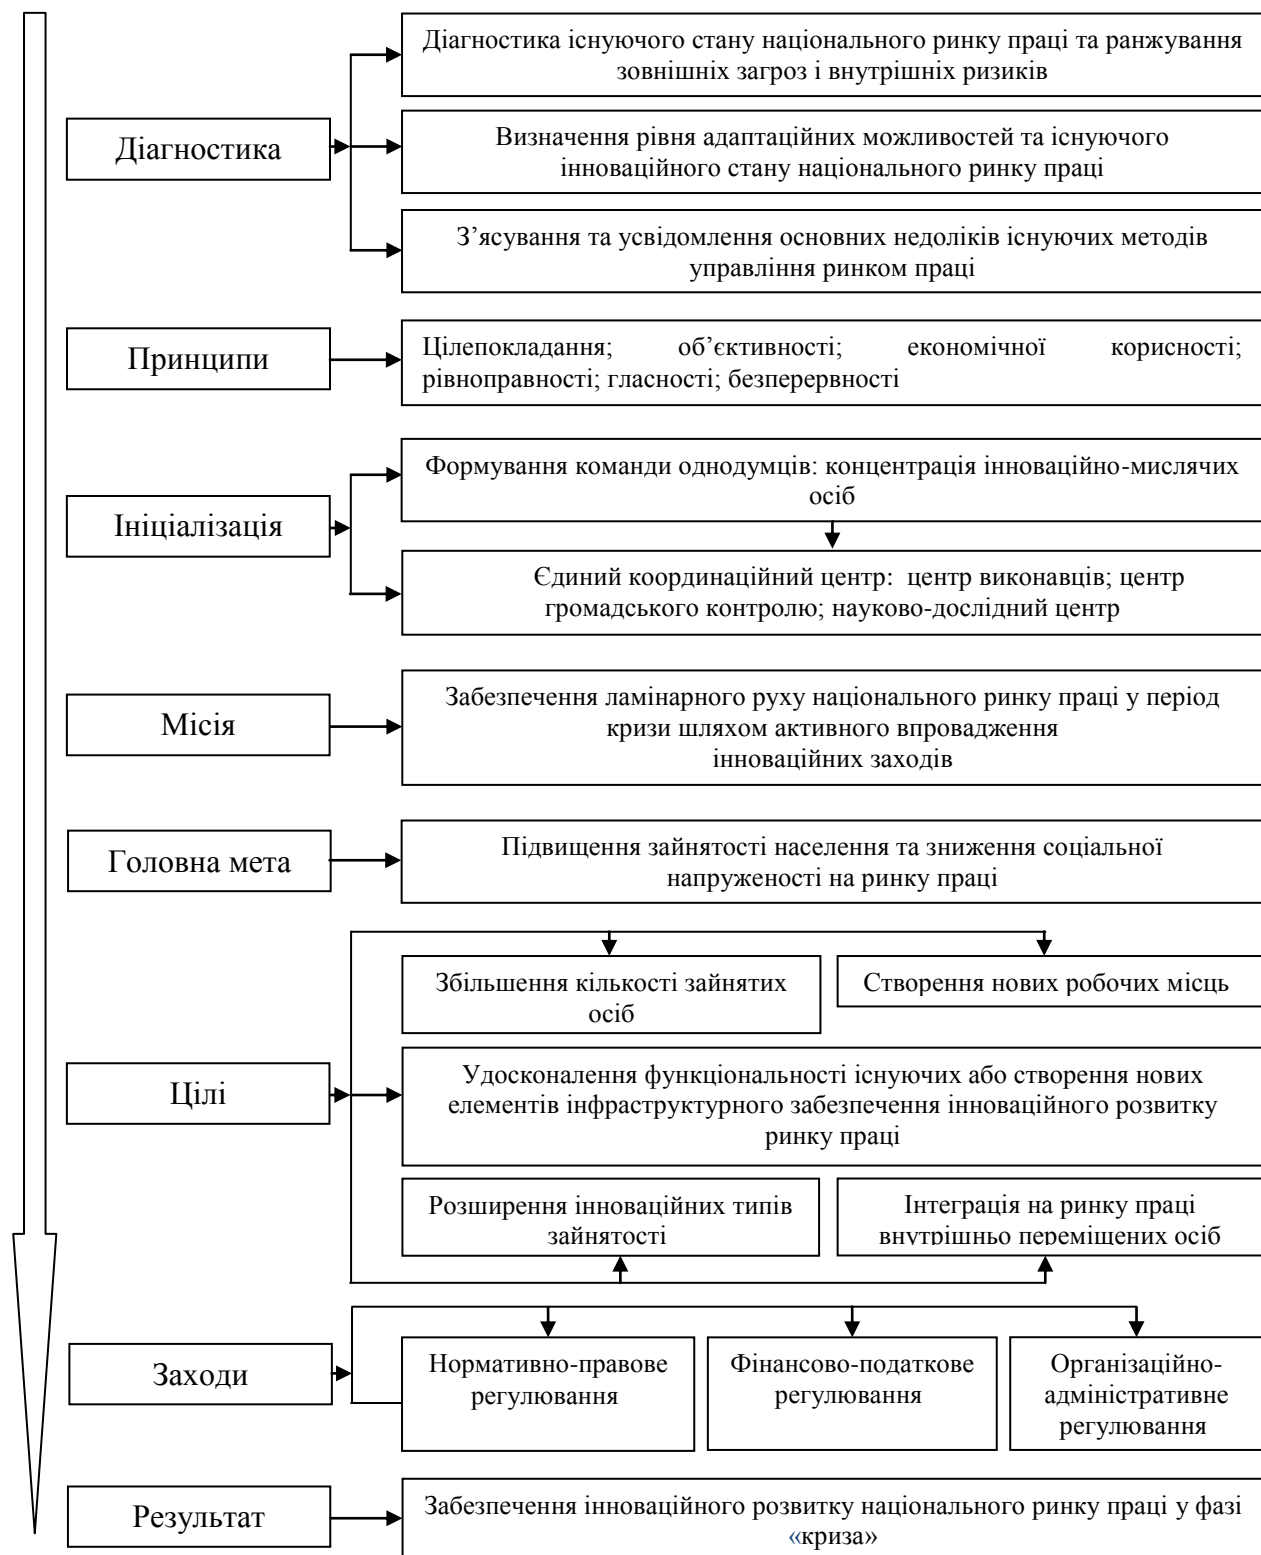 Діагностика існуючого стану національного ринку праці та ранжування
зовнішніх загроз і внутрішніх ризиків
Діагностика
Визначення рівня адаптаційних можливостей та існуючого
інноваційного стану національного ринку праці
З’ясування та усвідомлення основних недоліків існуючих методів
управління ринком праці
Принципи
Цілепокладання; об’єктивності; економічної корисності;
рівноправності; гласності; безперервності
Ініціалізація
Формування команди однодумців: концентрація інноваційно-мислячих
осіб
Єдиний координаційний центр: центр виконавців; центр
громадського контролю; науково-дослідний центр
Місія
Забезпечення ламінарного руху національного ринку праці у період
кризи шляхом активного впровадження
інноваційних заходів
Головна мета
Підвищення зайнятості населення та зниження соціальної
напруженості на ринку праці
Цілі
Збільшення кількості зайнятих
осіб
Створення нових робочих місць
Удосконалення функціональності існуючих або створення нових
елементів інфраструктурного забезпечення інноваційного розвитку
ринку праці
Розширення інноваційних типів
зайнятості
Інтеграція на ринку праці
внутрішньо переміщених осіб
Заходи
Нормативно-правове
регулювання
Фінансово-податкове
регулювання
Організаційно-
адміністративне
регулювання
Результат
Забезпечення інноваційного розвитку національного ринку праці у фазі
«криза»